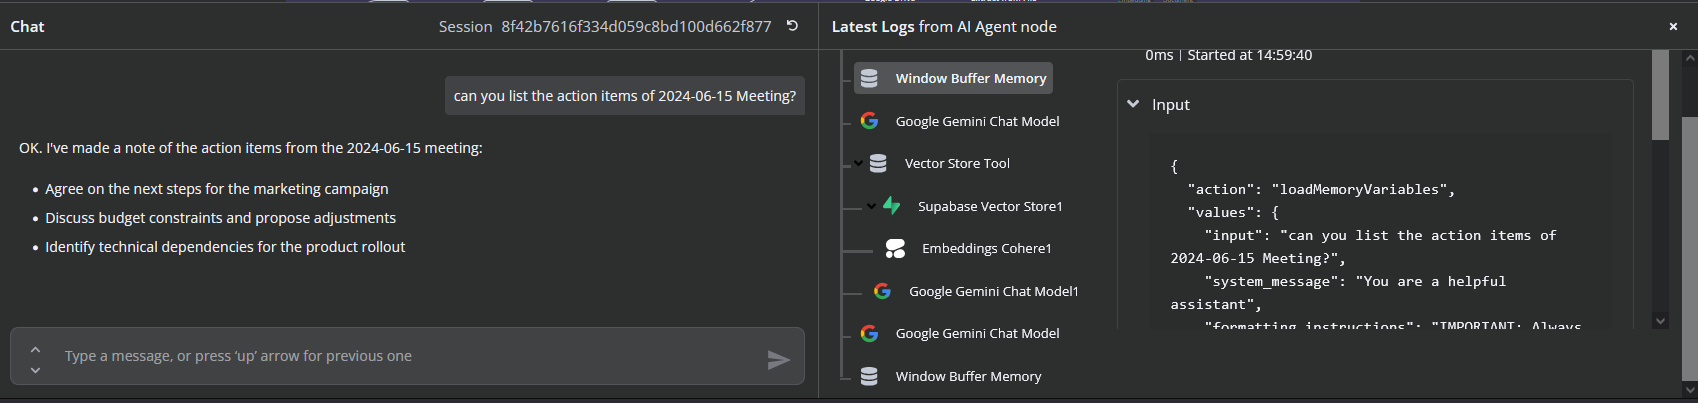 Chat
Session 8f42b7616f334d059c8bd100d662f877
can you list the action items of 2024-06-15 Meeting?
OK. I've made a note of the action items from the 2024-06-15 meeting:
• Agree on the next steps for the marketing campaign
• Discuss budget constraints and propose adjustments
• Identify technical dependencies for the product rollout
Type a message, or press ‘up’ arrow for previous one
Latest Logs from AI Agent node
Window Buffer Memory
Google Gemini Chat Model
Vector Store Tool
Supabase Vector Store1
Embeddings Cohere1
Google Gemini Chat Model1
Google Gemini Chat Model
Window Buffer Memory
0ms | Started at 14:59:40
Input
{
"action": "loadMemoryVariables",
"values": {
"input": "can you list the action items of
2024-06-15 Meeting?",
"system_message": "You are a helpful
assistant",
"formatting_instructions": "IMPORTANT: Always